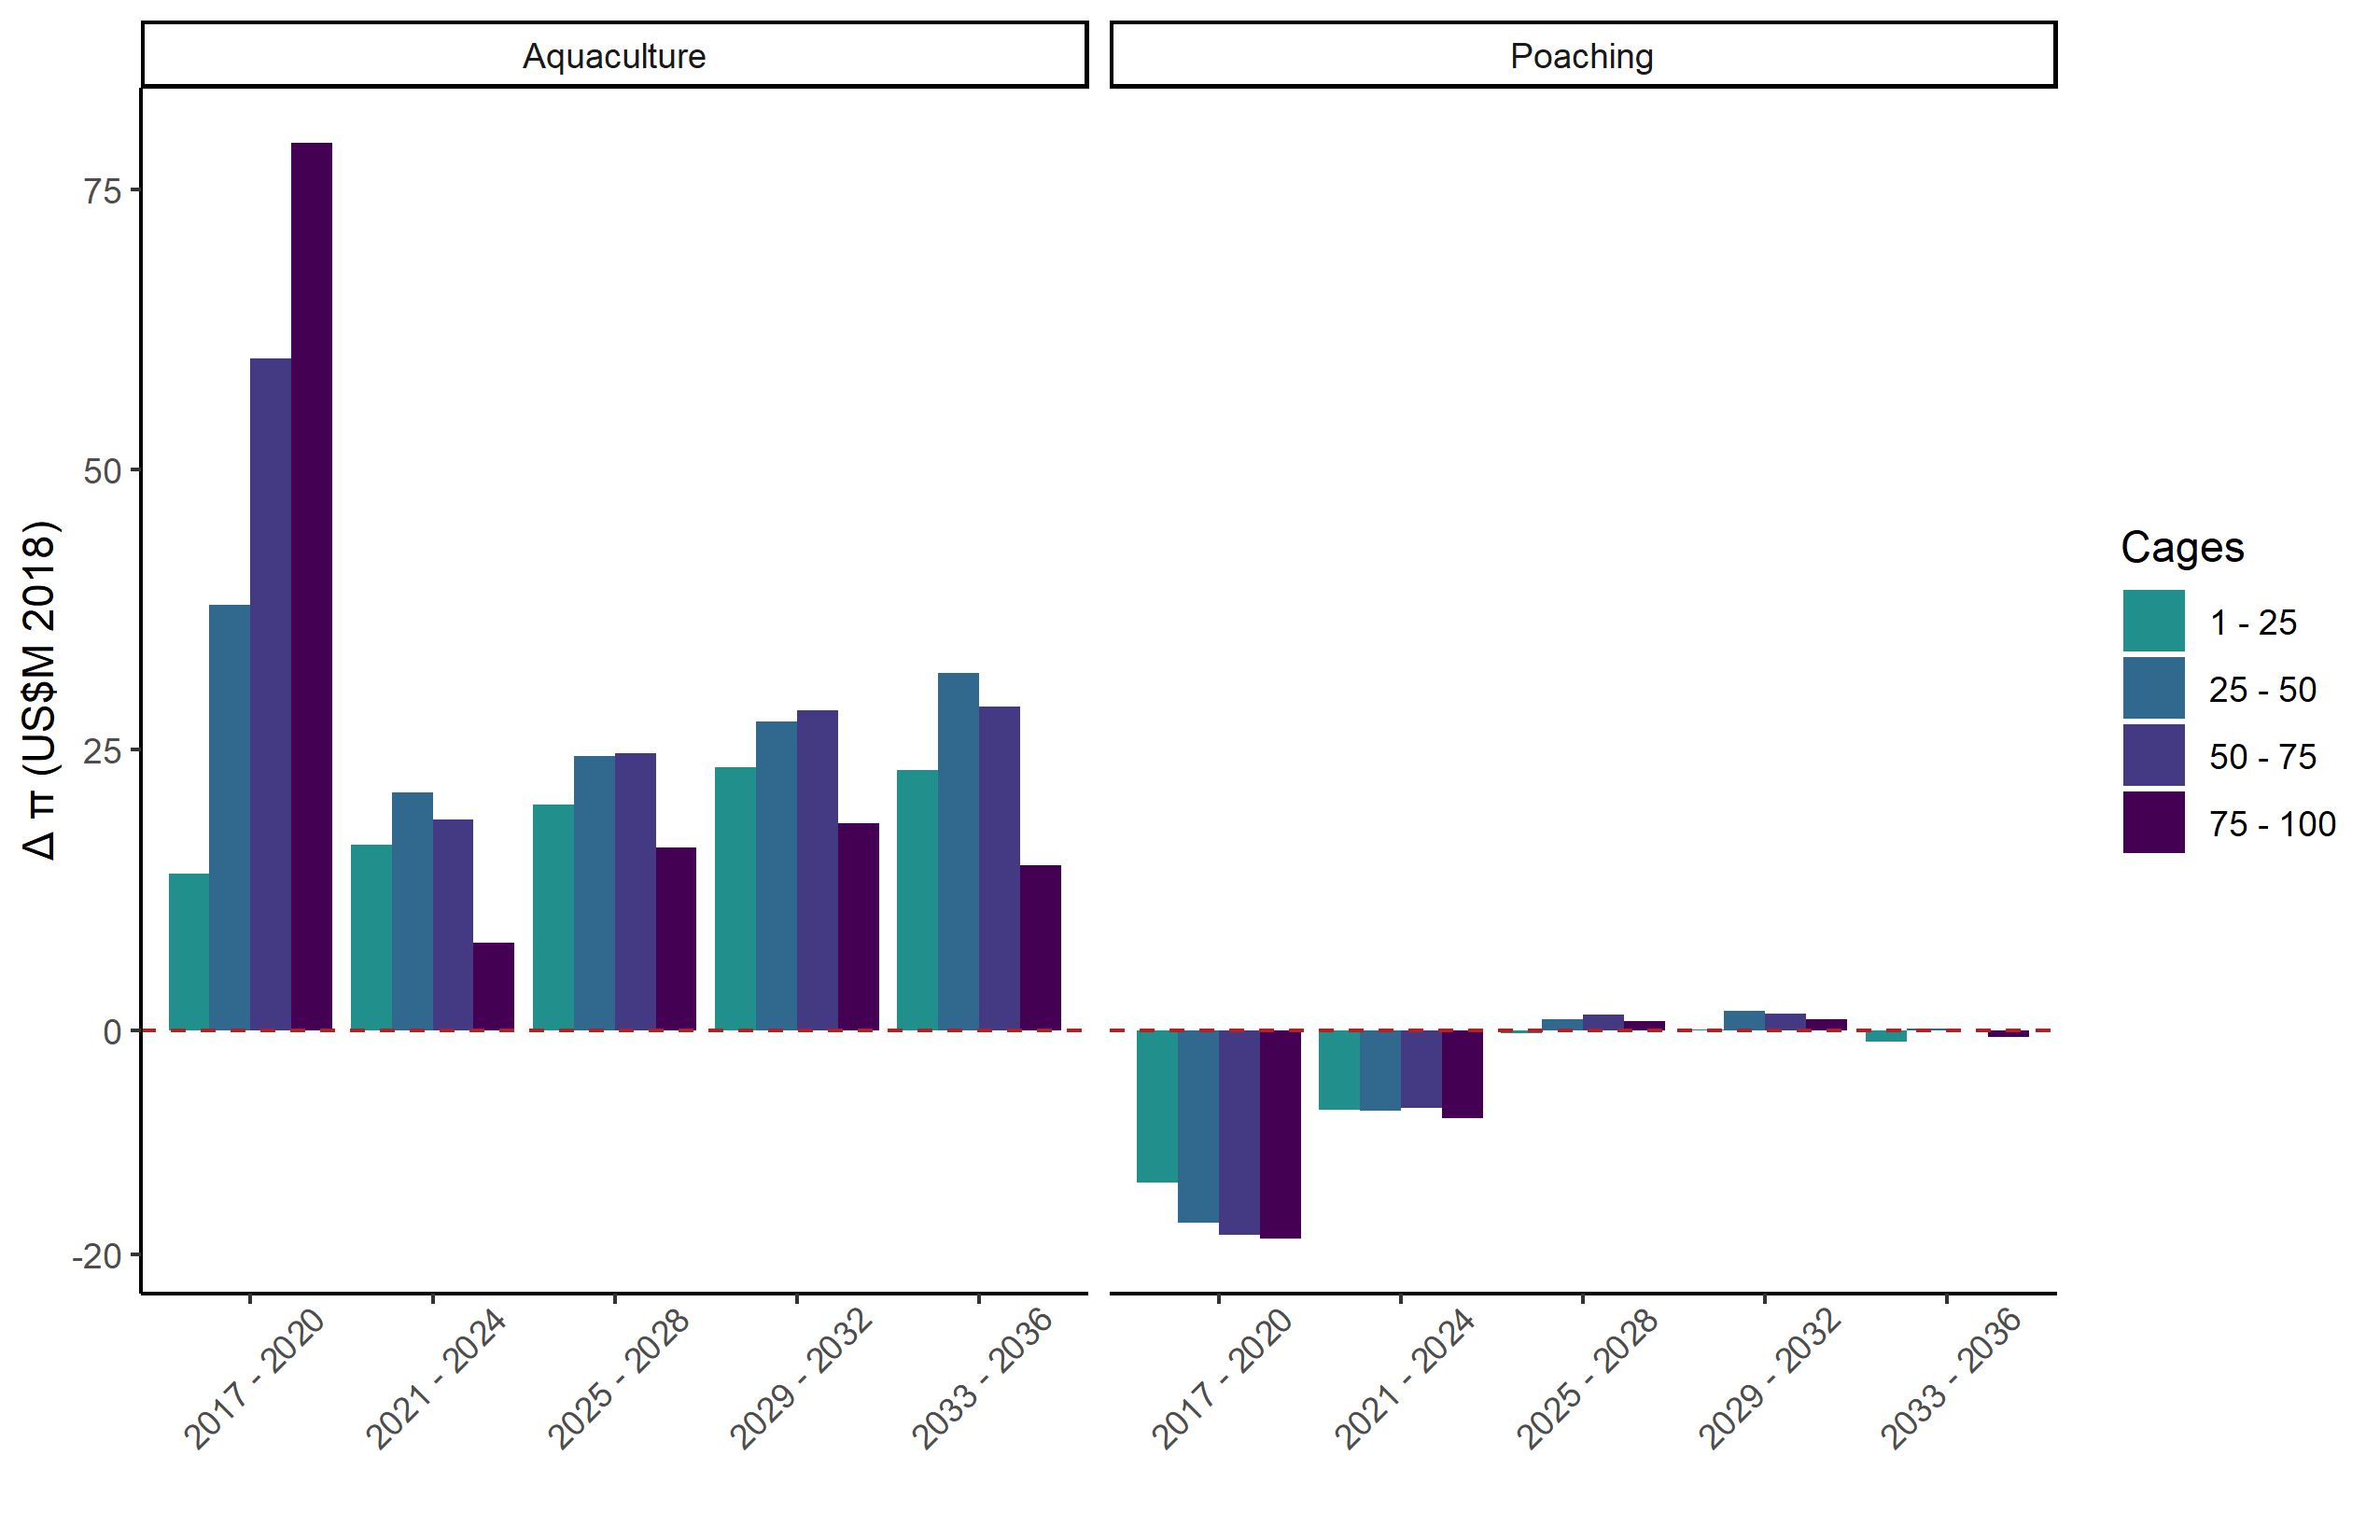 Aquaculture
Poaching
Δ π (US$M 2018)
75
50
25
0
-20
2017 - 2020
2021 - 2024
2025 - 2028
2029 - 2032
2033 - 2036
2017 - 2020
2021 - 2024
2025 - 2028
2029 - 2032
2033 - 2036
Cages
1 - 25
25 - 50
50 - 75
75 - 100